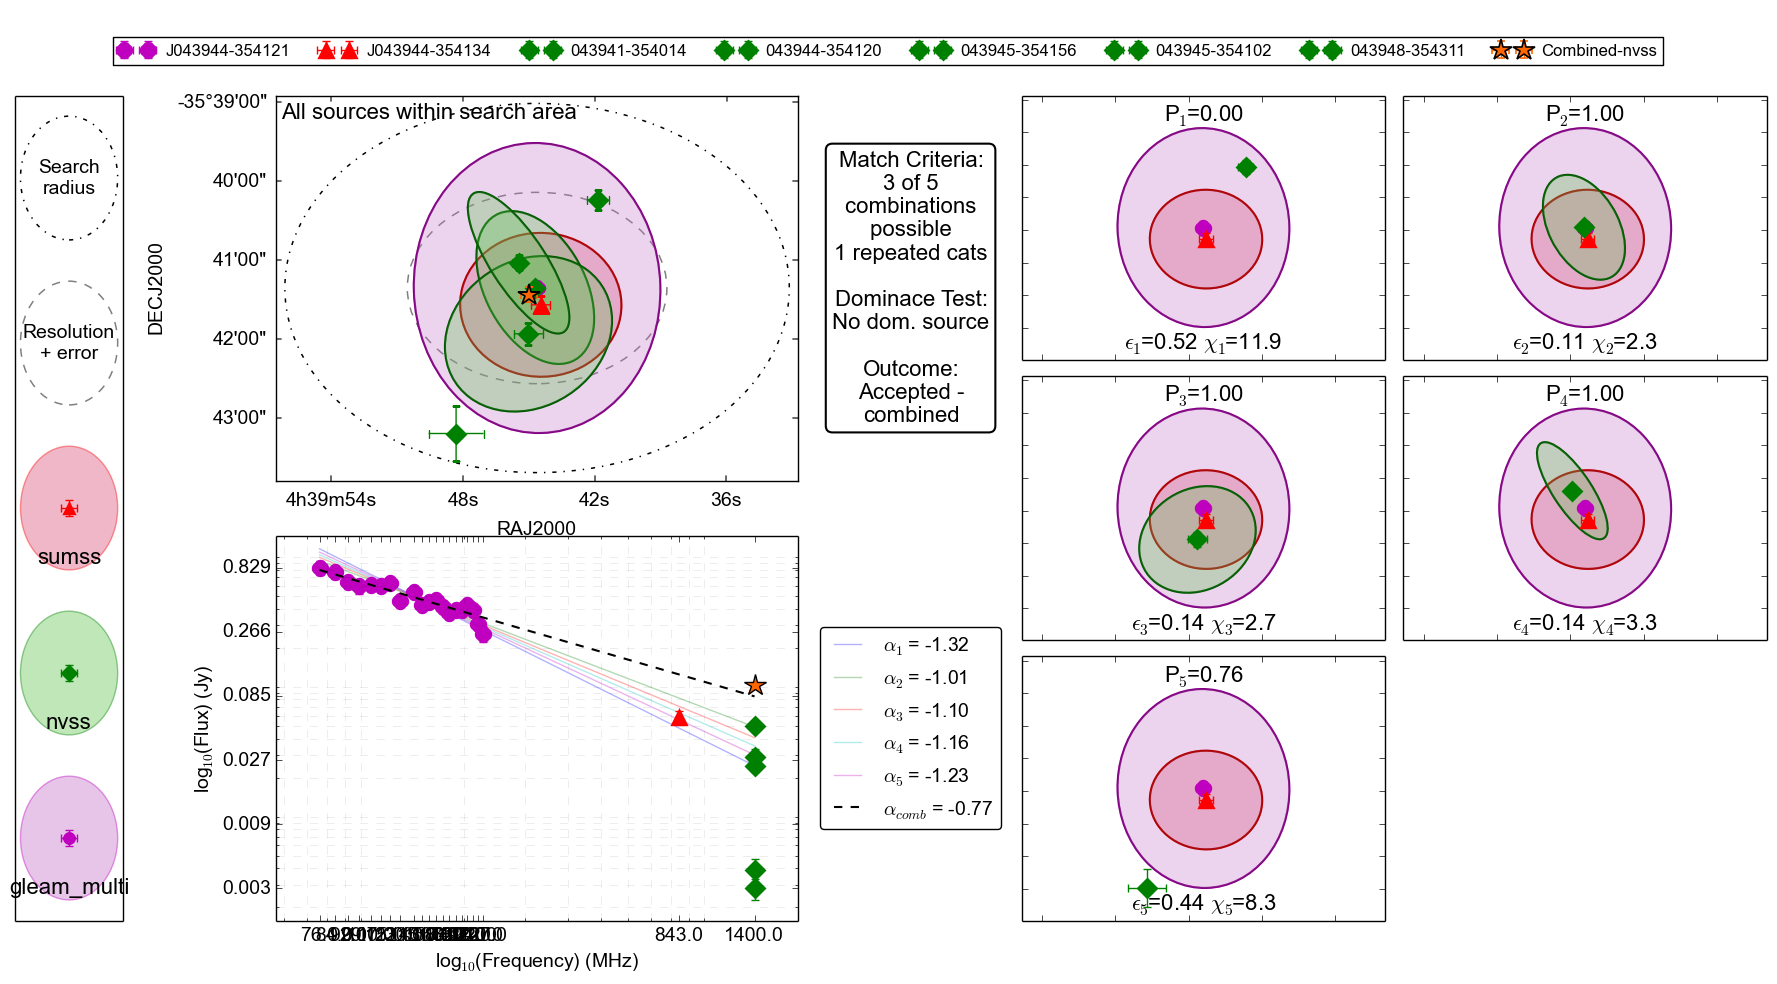 J043944-354121 J043944-354134 043941-354014 043944-354120 043945-354156 043945-354102 043948-354311 Combined-nvss
Search
radius
Resolution
+ error
sumss
nvss
gleam_multi
All sources within search area
-35°39'00"
40'00"
41'00"
42'00"
43'00"
DECJ2000
4h39m54s 48s 42s 36s
RAJ2000
Match Criteria:
3 of 5
combinations
possible
1 repeated cats
Dominace Test:
No dom. source
Outcome:
Accepted -
combined
P1=0.00
ϵ1=0.52 χ1=11.9
P2=1.00
ϵ2=0.11 χ2=2.3
P3=1.00
ϵ3=0.14 χ3=2.7
P4=1.00
ϵ4=0.14 χ4=3.3
P5=0.76
ϵ5=0.44 χ5=8.3
0.829
0.266
0.085
0.027
0.009
0.003
log10(Flux) (Jy)
843.0 1400.0
log10(Frequency) (MHz)
α1 = -1.32
α2 = -1.01
α3 = -1.10
α4 = -1.16
α5 = -1.23
αcomb = -0.77